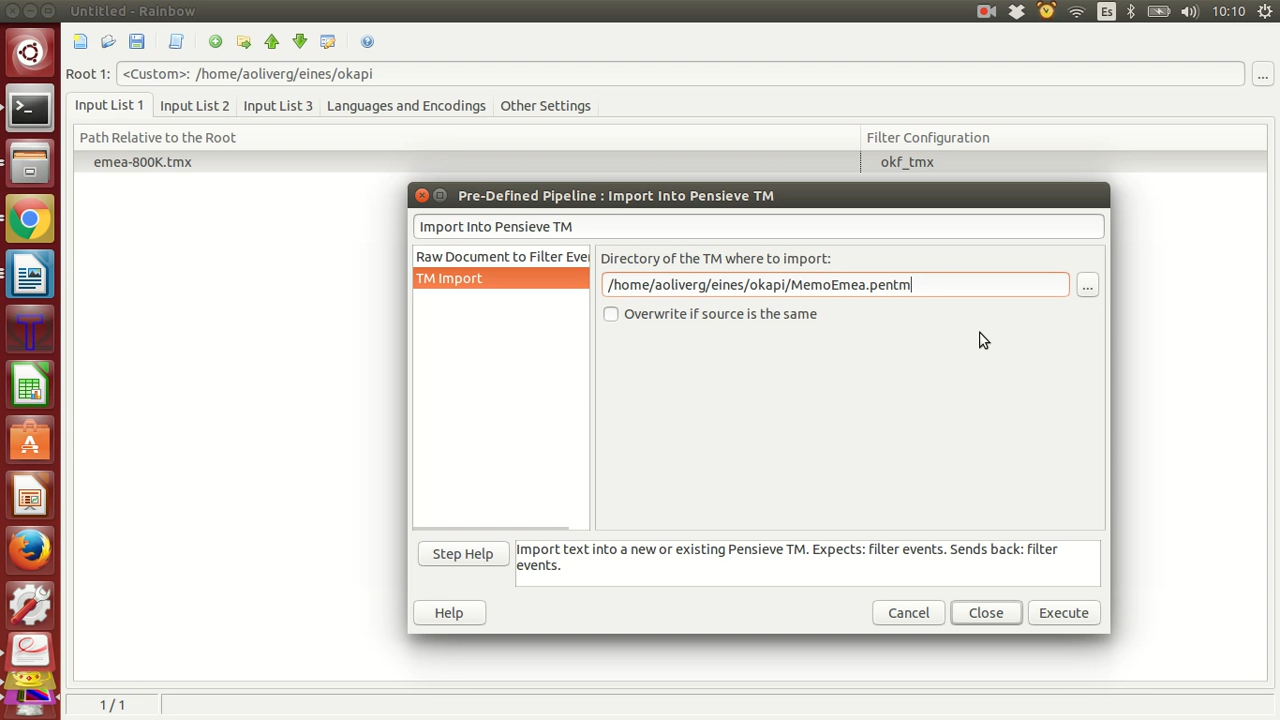 Untitled - Rainbow
Es
10:10
Root 1:
<Custom>: /home/aoliverg/eines/okapi
...
Input List 1
Input List 2
Input List 3
Languages and Encodings
Other Settings
Path Relative to the Root
Filter Configuration
emea-800K.tmx
okf_tmx
Pre-Defined Pipeline : Import Into Pensieve TM
Import Into Pensieve TM
Raw Document to Filter Eve
TM Import
Directory of the TM where to import:
/home/aoliverg/eines/okapi/MemoEmea.pentm
...
Overwrite if source is the same
Step Help
Import text into a new or existing Pensieve TM. Expects: filter events. Sends back: filter
events.
Help
Cancel
Close
Execute
1 / 1